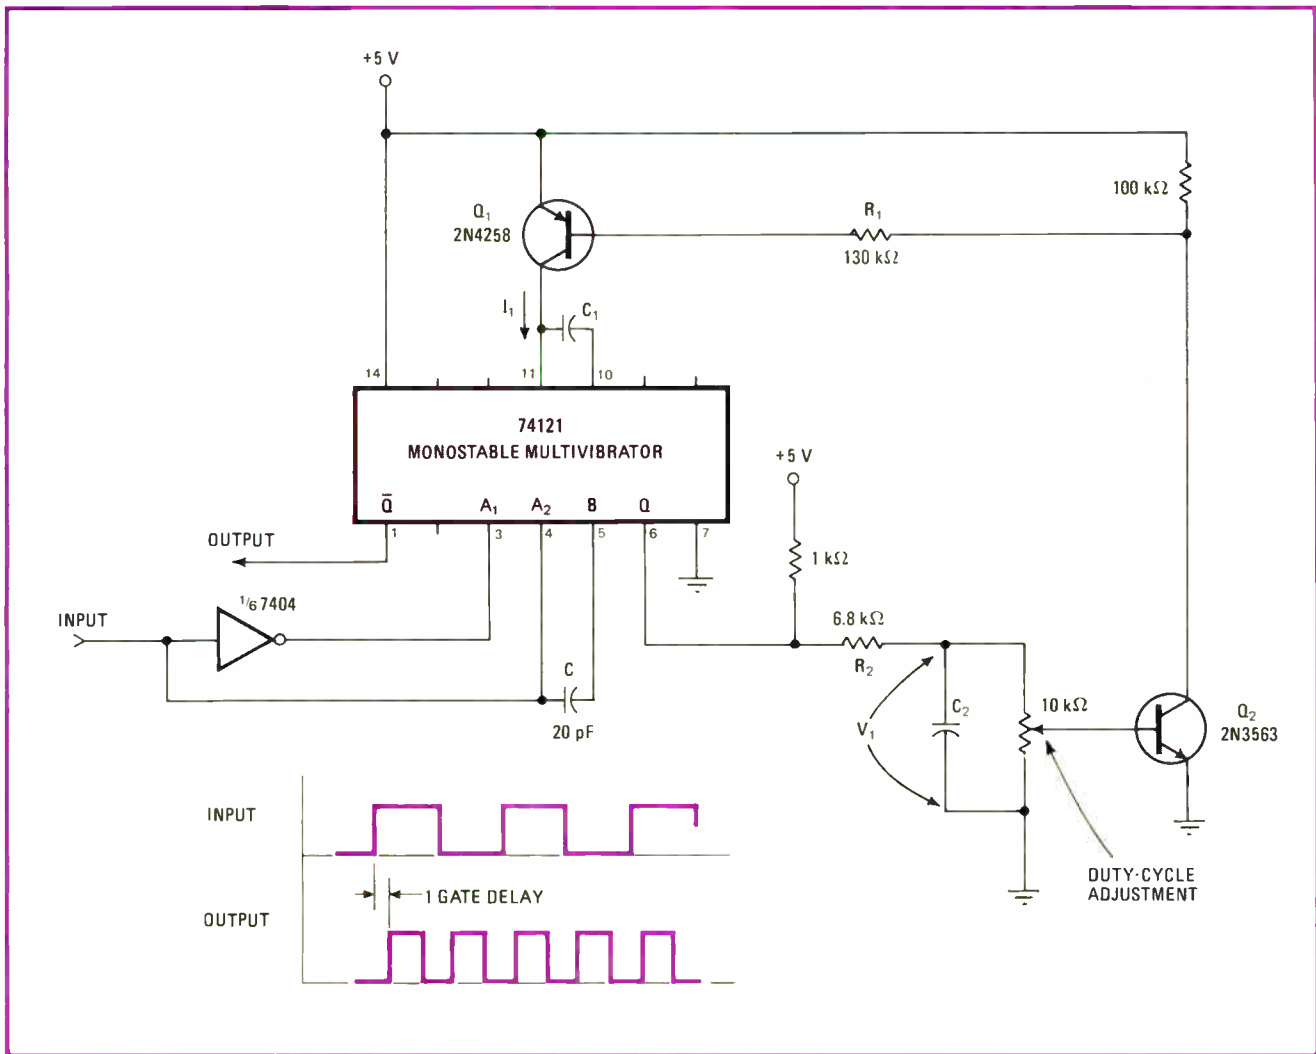 +5 V
100 kΩ
Q₁
2N4258
R₁
130 kΩ
I₁
C₁
14
11
10
74121
MONOSTABLE MULTIVIBRATOR
Q̅
A₁
A₂
B
Q
1
3
4
5
6
7
+5 V
1 kΩ
OUTPUT
INPUT
1/6 7404
C
20 pF
6.8 kΩ
R₂
V₁
C₂
10 kΩ
Q₂
2N3563
DUTY-CYCLE
ADJUSTMENT
INPUT
1 GATE DELAY
OUTPUT